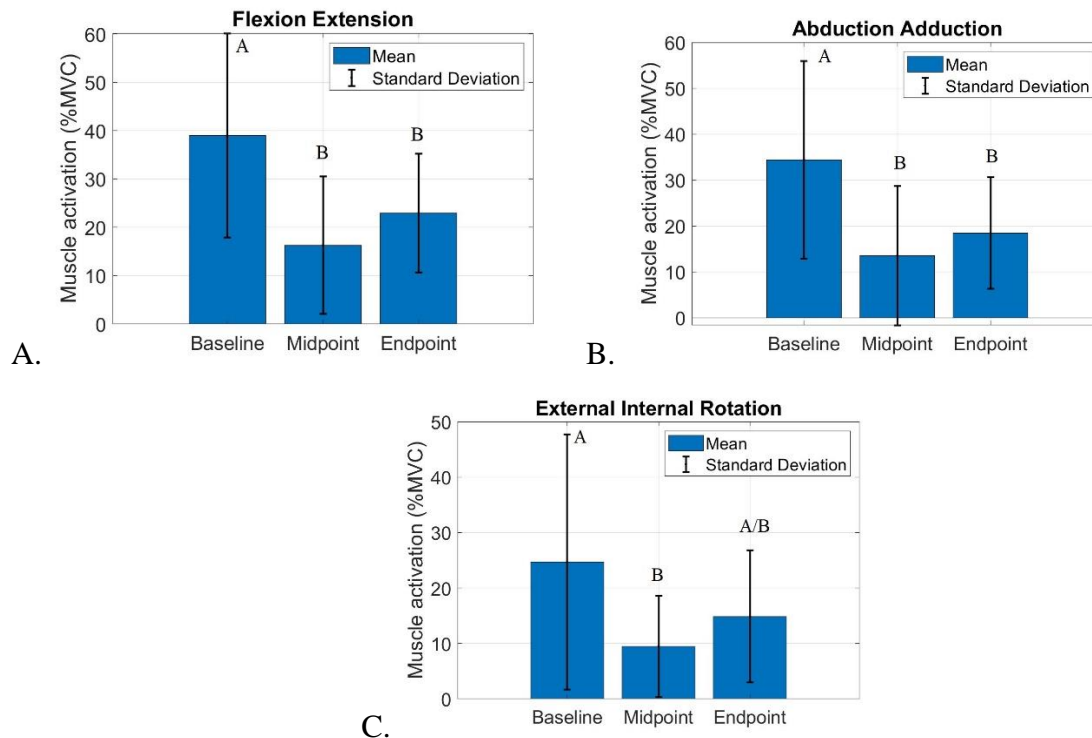 Flexion Extension
60
50
40
30
20
10
0
Muscle activation (%MVC)
A
B
B
Mean
Standard Deviation
Baseline Midpoint Endpoint
A.
Abduction Adduction
60
50
40
30
20
10
0
Muscle activation (%MVC)
A
B
B
Mean
Standard Deviation
Baseline Midpoint Endpoint
B.
External Internal Rotation
50
40
30
20
10
0
Muscle activation (%MVC)
A
B
A/B
Mean
Standard Deviation
Baseline Midpoint Endpoint
C.